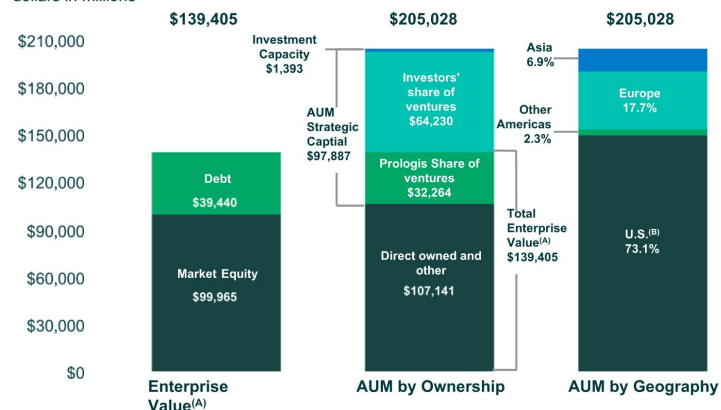 dollars in millions
$139,405
$205,028
$205,028
$210,000
$180,000
$150,000
$120,000
$90,000
$60,000
$30,000
$0
Debt
$39,440
Market Equity
$99,965
Enterprise
Value(A)
Investment
Capacity
$1,393
AUM
Strategic
Captial
$97,887
Investors'
share of
ventures
$64,230
Prologis Share of
ventures
$32,264
Direct owned and
other
$107,141
Total
Enterprise
Value(A)
$139,405
AUM by Ownership
Asia
6.9%
Europe
17.7%
Other
Americas
2.3%
U.S.(B)
73.1%
AUM by Geography